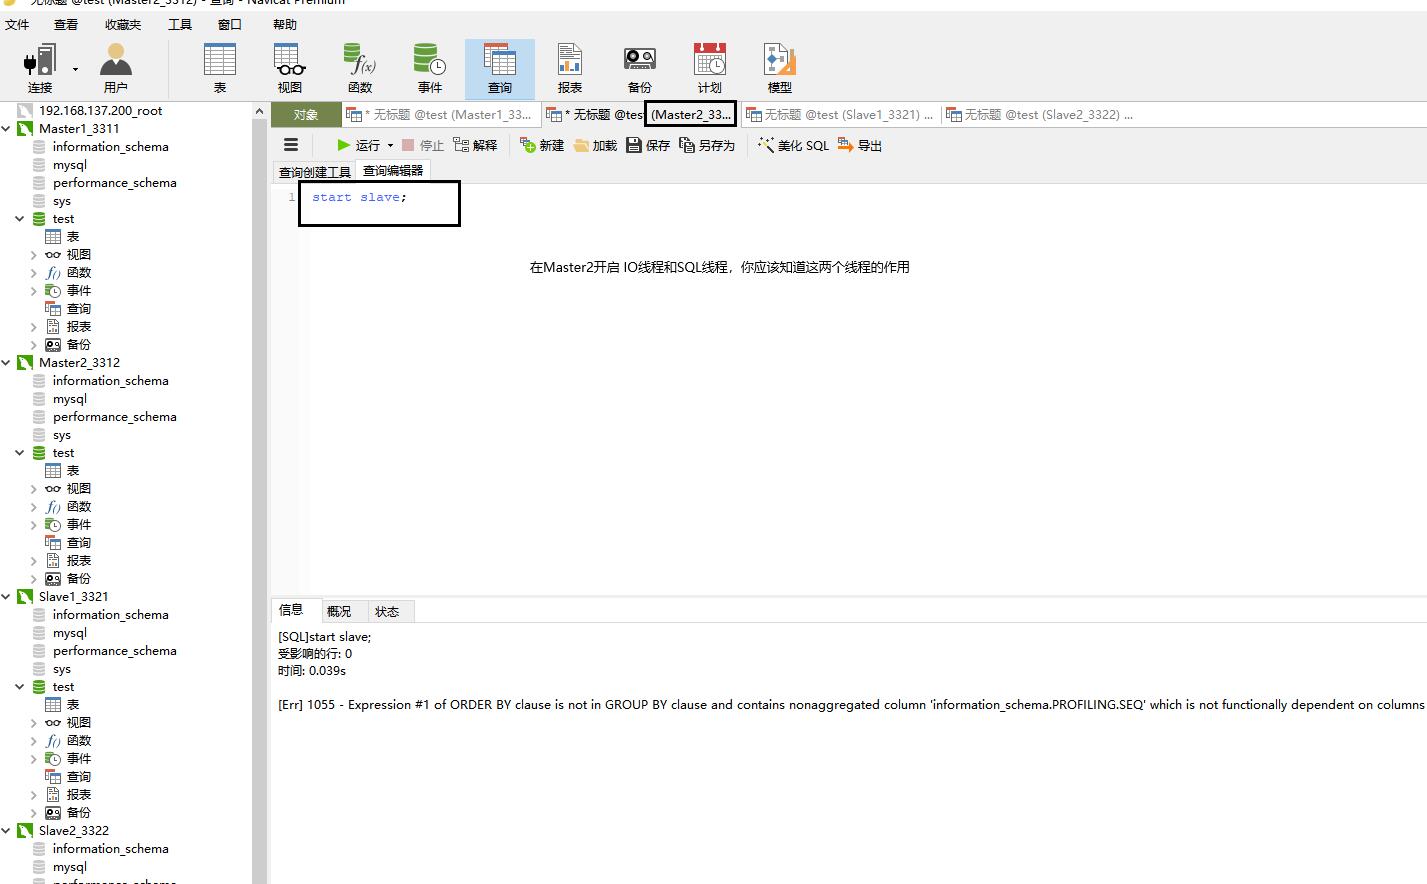 无标题 @test (Master2_3312) - 查询 - Navicat Premium
文件 查看 收藏夹 工具 窗口 帮助
连接 用户 表 视图 函数 事件 查询 报表 备份 计划 模型
192.168.137.200_root
Master1_3311
information_schema
mysql
performance_schema
sys
test
表
视图
函数
事件
查询
报表
备份
Master2_3312
information_schema
mysql
performance_schema
sys
test
表
视图
函数
事件
查询
报表
备份
Slave1_3321
information_schema
mysql
performance_schema
sys
test
表
视图
函数
事件
查询
报表
备份
Slave2_3322
information_schema
mysql
performance_schema
对象 * 无标题 @test (Master1_33... * 无标题 @test (Master2_33... 无标题 @test (Slave1_3321) ... 无标题 @test (Slave2_3322) ...
运行 停止 解释 新建 加载 保存 另存为 美化 SQL 导出
查询创建工具 查询编辑器
1 start slave;
在Master2开启 IO线程和SQL线程，你应该知道这两个线程的作用
信息 概况 状态
[SQL]start slave;
受影响的行: 0
时间: 0.039s
[Err] 1055 - Expression #1 of ORDER BY clause is not in GROUP BY clause and contains nonaggregated column 'information_schema.PROFILING.SEQ' which is not functionally dependent on columns